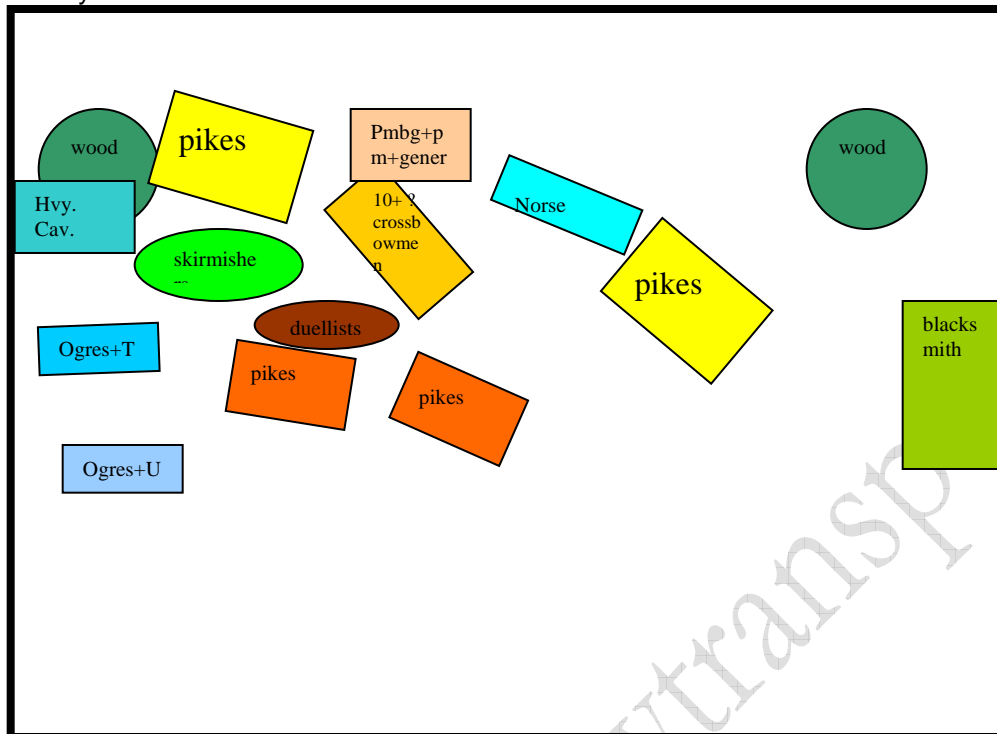 wood
pikes
Pmbg+p
m+gener
wood
Hvy.
Cav.
10+ ?
crossb
owme
n
Norse
skirmishe
pikes
duellists
blacks
mith
Ogres+T
pikes
pikes
Ogres+U